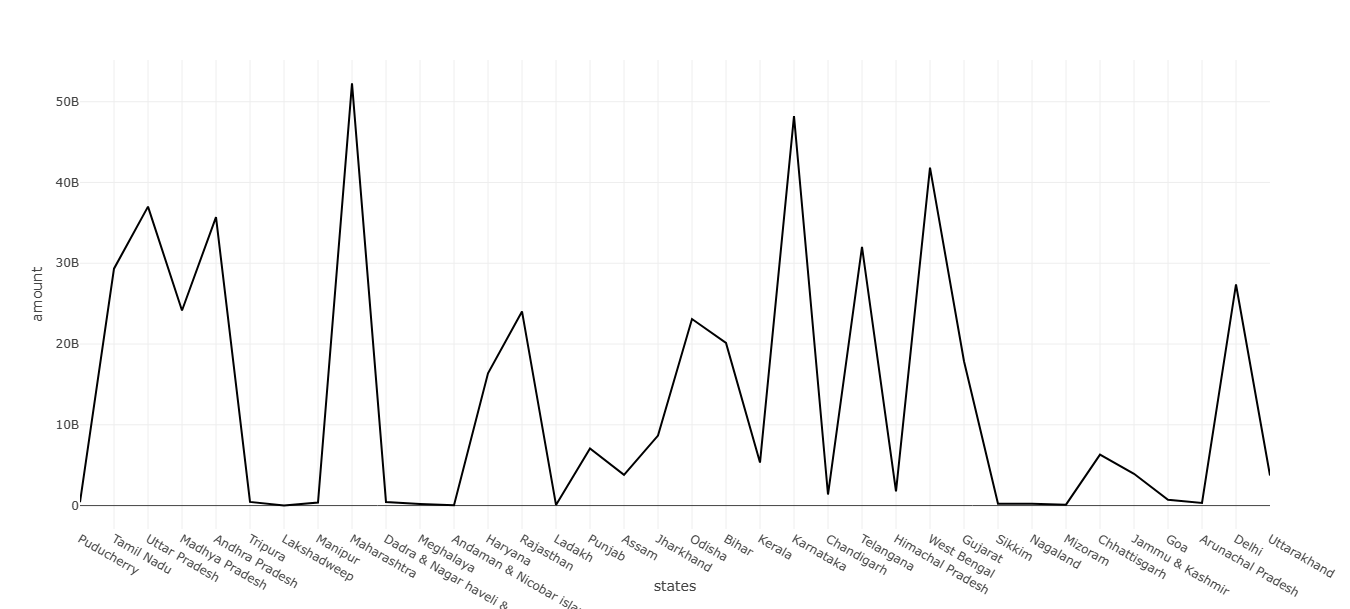 50B
40B
30B
20B
10B
0
amount
Puducherry
Tamil Nadu
Uttar Pradesh
Madhya Pradesh
Andhra Pradesh
Tripura
Lakshadweep
Manipur
Maharashtra
Dadra & Nagar haveli &
Meghalaya
Andaman & Nicobar
Haryana
Rajasthan
Ladakh
Punjab
Assam
Jharkhand
Odisha
Bihar
Kerala
Karnataka
Chandigarh
Telangana
Himachal Pradesh
West Bengal
Gujarat
Sikkim
Nagaland
Mizoram
Chhattisgarh
Jammu & Kashmir
Goa
Arunachal Pradesh
Delhi
Uttarakhand
states